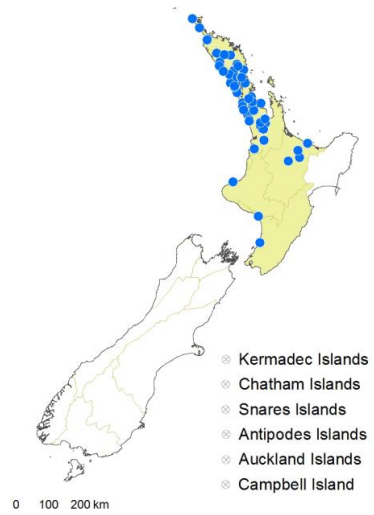 Kermadec Islands
Chatham Islands
Snares Islands
Antipodes Islands
Auckland Islands
Campbell Island
0 100 200 km